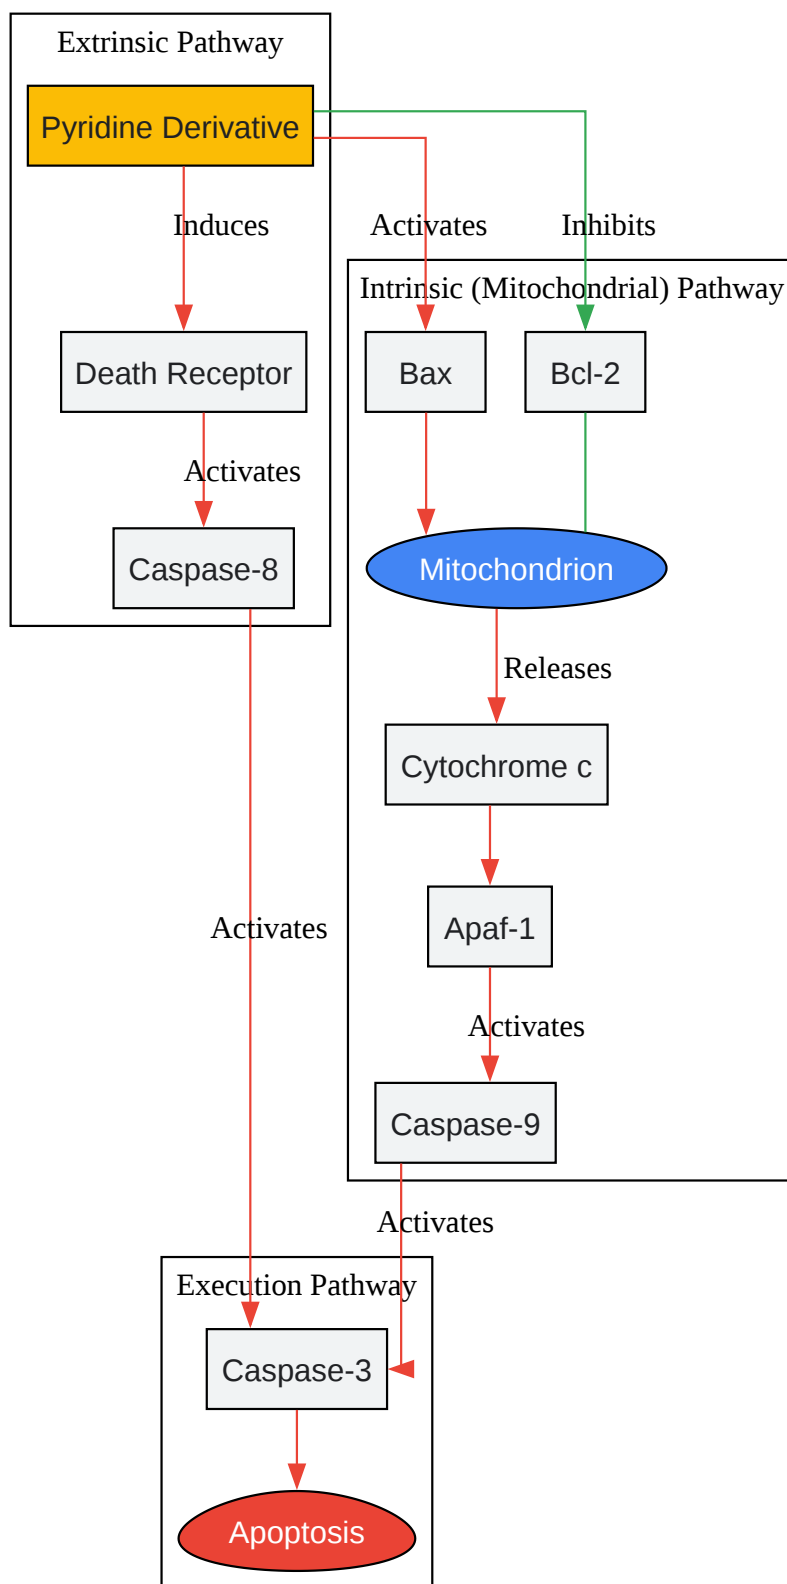 Extrinsic Pathway
Pyridine Derivative
Induces
Activates
Inhibits
Intrinsic (Mitochondrial) Pathway
Death Receptor
Bax
Bcl-2
Activates
Caspase-8
Mitochondrion
Releases
Cytochrome c
Activates
Apaf-1
Activates
Caspase-9
Activates
Execution Pathway
Caspase-3
Apoptosis